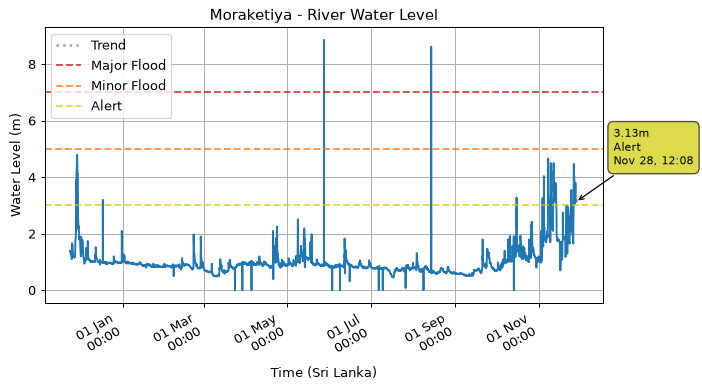 Moraketiya - River Water Level
Trend
Major Flood
Minor Flood
Alert
Water Level (m)
8
6
4
2
0
3.13m
Alert
Nov 28, 12:08
01 Jan
00:00
01 Mar
00:00
01 May
00:00
01 Jul
00:00
01 Sep
00:00
01 Nov
00:00
Time (Sri Lanka)